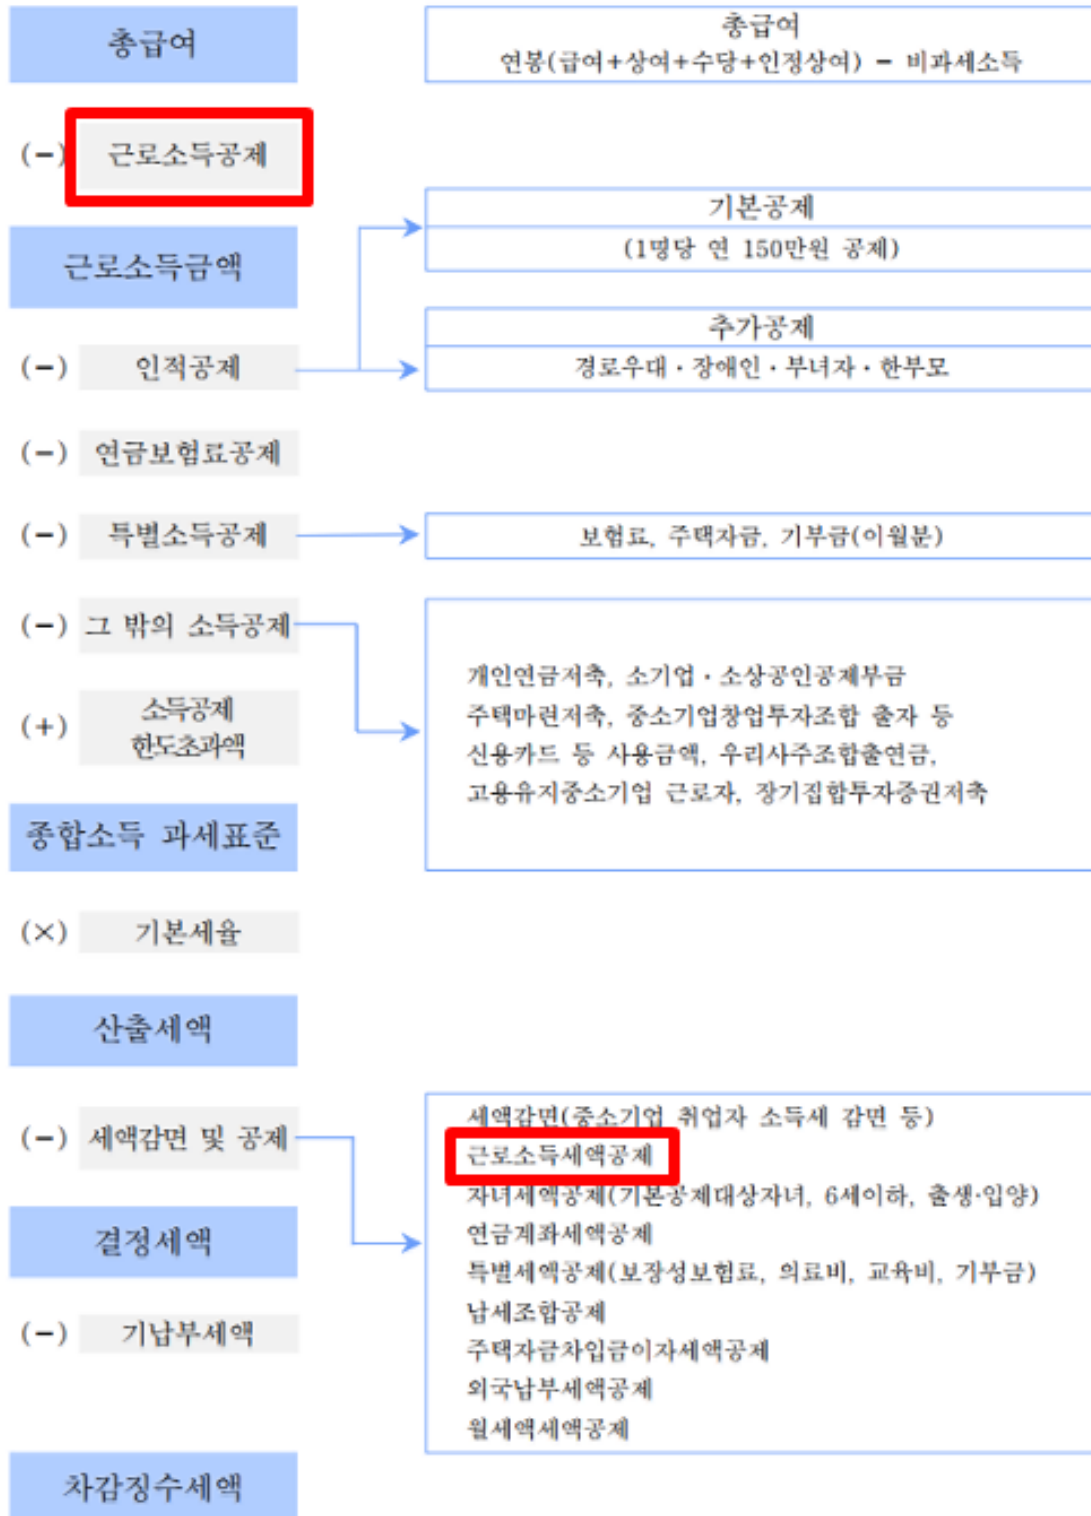 총급여
총급여
연봉(급여+상여+수당+인정상여) - 비과세소득
(-) 근로소득공제
기본공제
(1명당 연 150만원 공제)
근로소득금액
추가공제
(-) 인적공제
경로우대·장애인·부녀자·한부모
(-) 연금보험료공제
(-) 특별소득공제
보험료, 주택자금, 기부금(이월분)
(-) 그 밖의 소득공제
개인연금저축, 소기업·소상공인공제부금
주택마련저축, 중소기업창업투자조합 출자 등
신용카드 등 사용금액, 우리사주조합출연금,
고용유지중소기업 근로자, 장기집합투자증권저축
(+) 소득공제
한도초과액
종합소득 과세표준
(×) 기본세율
산출세액
(-) 세액감면 및 공제
세액감면(중소기업 취업자 소득세 감면 등)
근로소득세액공제
자녀세액공제(기본공제대상자녀, 6세이하, 출생·입양)
연금계좌세액공제
특별세액공제(보장성보험료, 의료비, 교육비, 기부금)
납세조합공제
주택자금차입금이자세액공제
외국납부세액공제
월세액세액공제
결정세액
(-) 기납부세액
차감징수세액